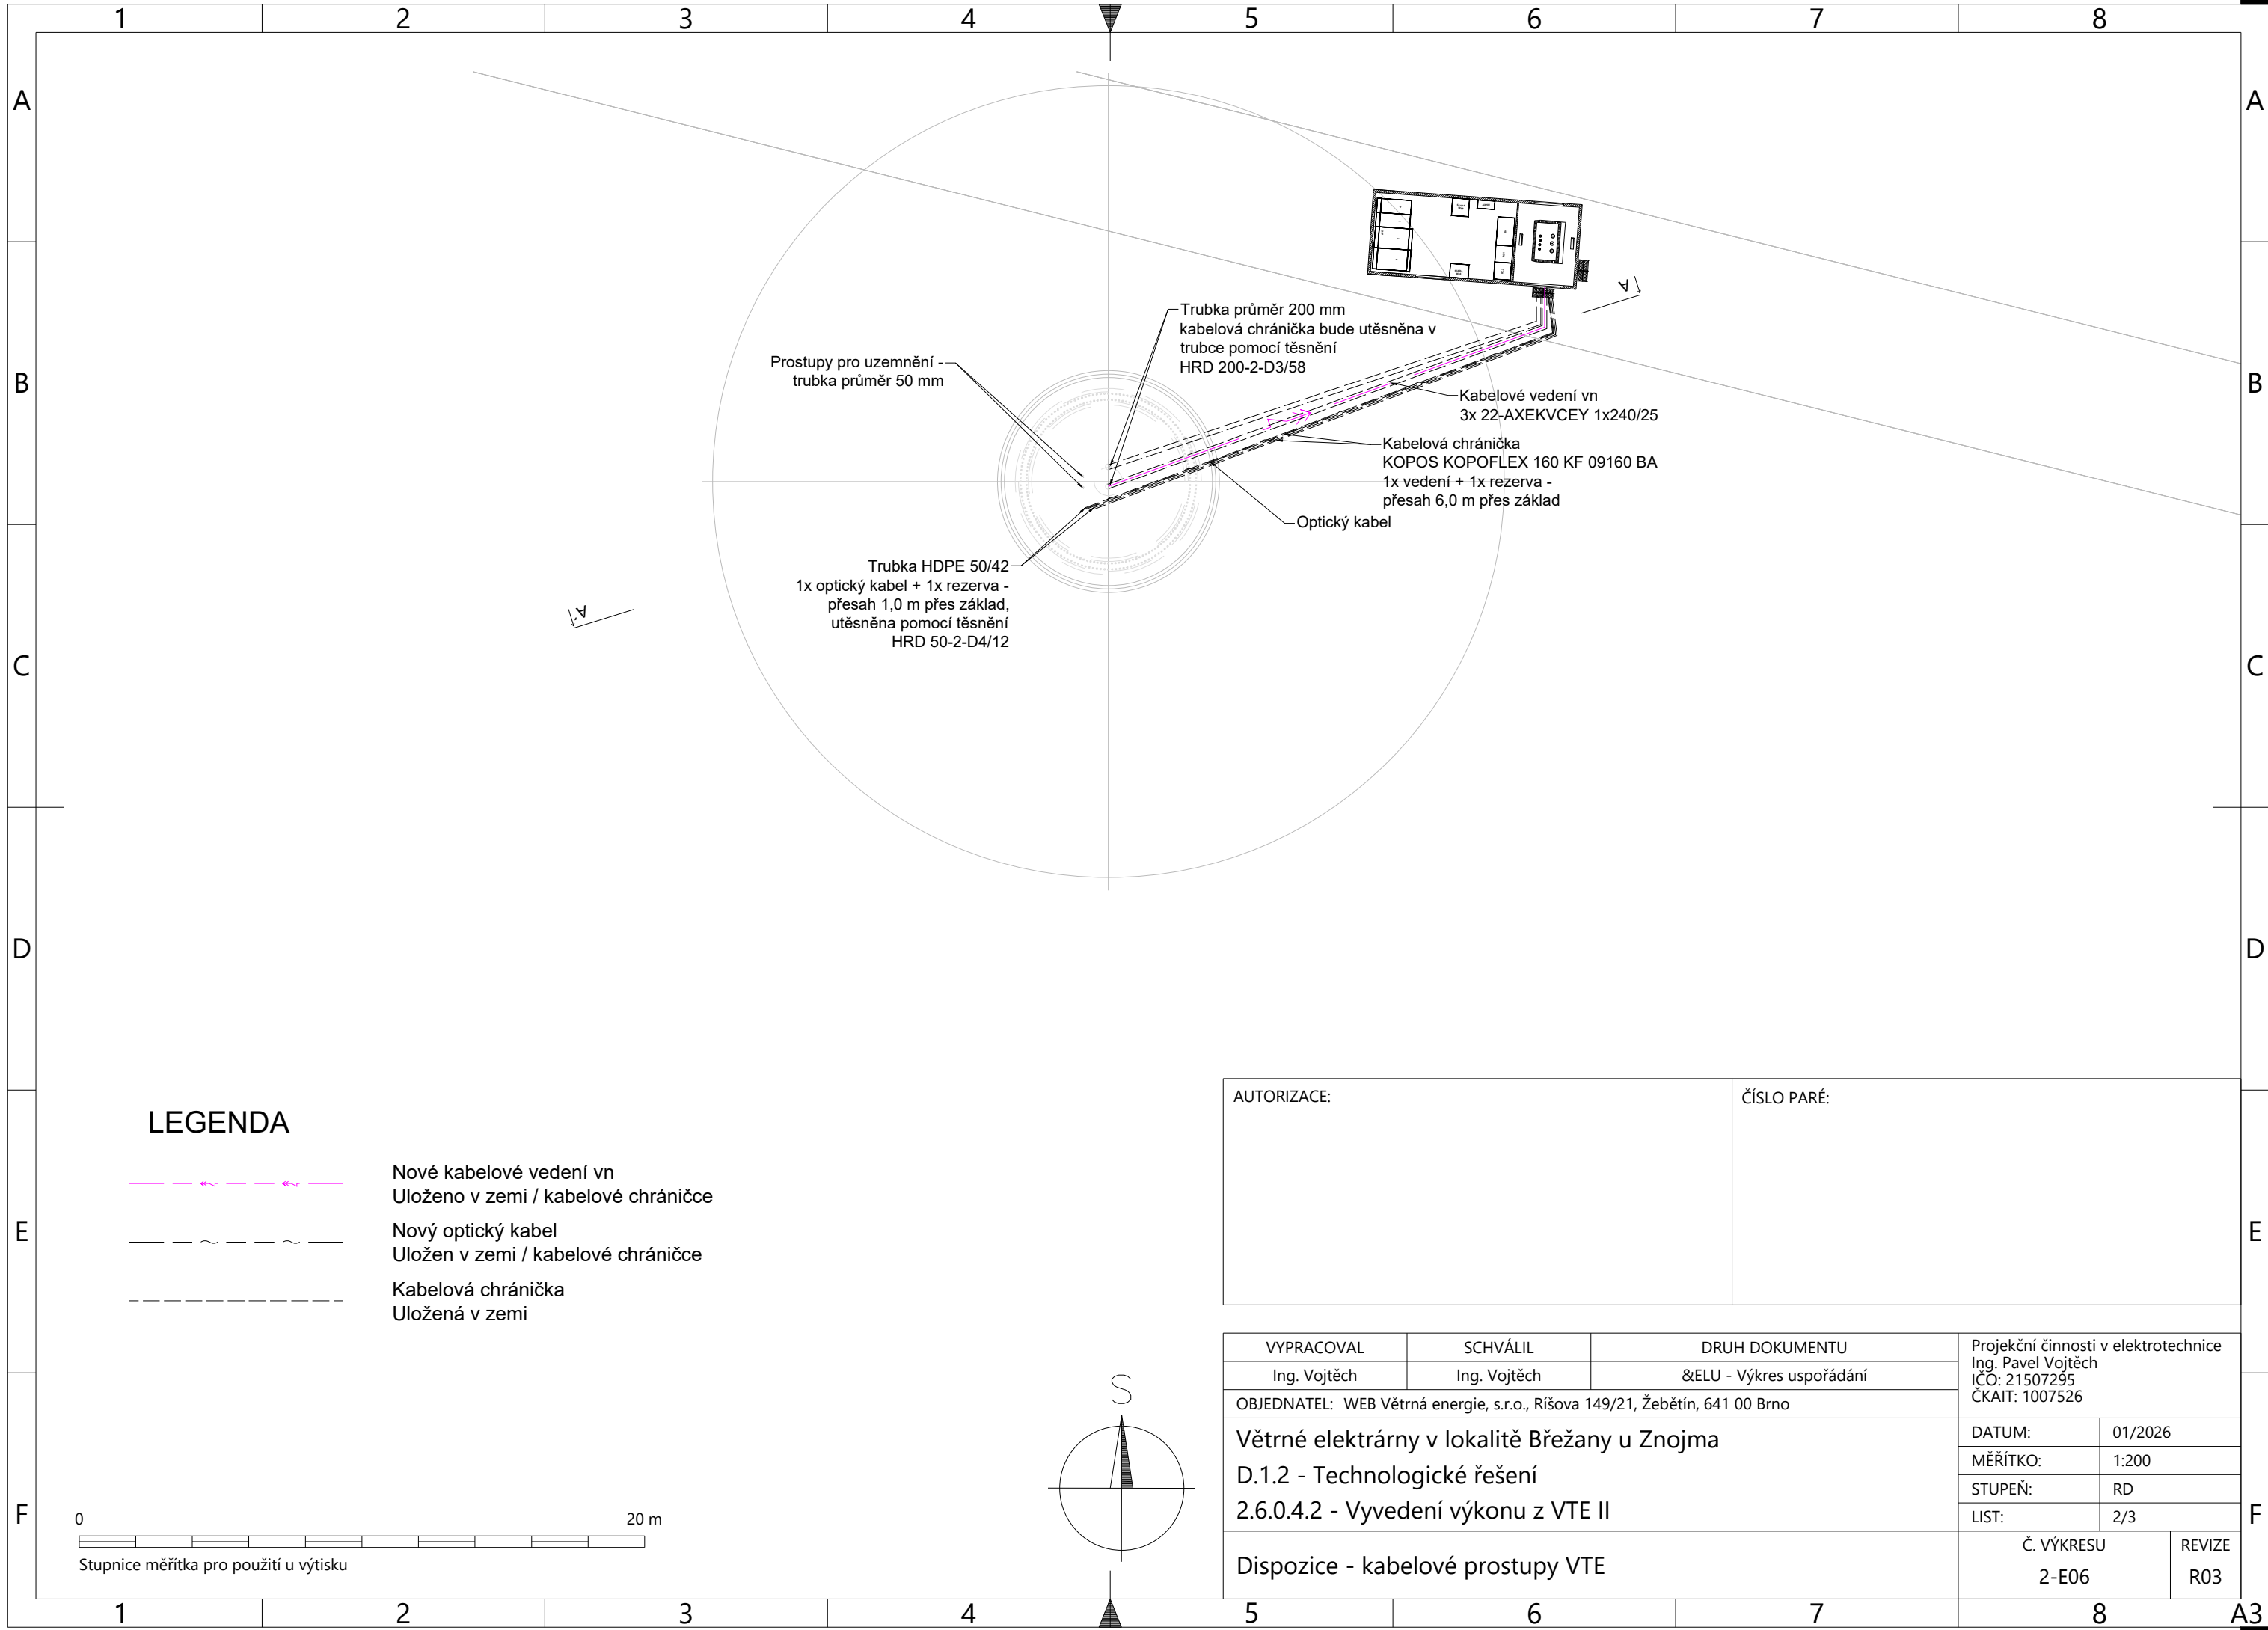 1 2 3 4 5 6 7 8
A A
B B
C C
D D
E E
F F
Trubka průměr 200 mm
kabelová chránička bude utěsněna v
trubce pomocí těsnění
HRD 200-2-D3/58
Prostupy pro uzemnění -
trubka průměr 50 mm
A
Kabelové vedení vn
3x 22-AXEKVCEY 1x240/25
Kabelová chránička
KOPOS KOPOFLEX 160 KF 09160 BA
1x vedení + 1x rezerva -
přesah 6,0 m přes základ
Optický kabel
Trubka HDPE 50/42
1x optický kabel + 1x rezerva -
přesah 1,0 m přes základ,
utěsněna pomocí těsnění
HRD 50-2-D4/12
A'
LEGENDA
Nové kabelové vedení vn
Uloženo v zemi / kabelové chráničce
Nový optický kabel
Uložen v zemi / kabelové chráničce
Kabelová chránička
Uložená v zemi
0 20 m
Stupnice měřítka pro použití u výtisku
S
AUTORIZACE:
ČÍSLO PARÉ:
VYPRACOVAL SCHVÁLIL DRUH DOKUMENTU
Ing. Vojtěch Ing. Vojtěch &ELU - Výkres uspořádání
OBJEDNATEL: WEB Větrná energie, s.r.o., Ríšova 149/21, Žebětín, 641 00 Brno
Projekční činnosti v elektrotechnice
Ing. Pavel Vojtěch
IČO: 21507295
ČKAIT: 1007526
Větrné elektrárny v lokalitě Břežany u Znojma
D.1.2 - Technologické řešení
2.6.0.4.2 - Vyvedení výkonu z VTE II
DATUM: 01/2026
MĚŘÍTKO: 1:200
STUPEŇ: RD
LIST: 2/3
Dispozice - kabelové prostupy VTE
Č. VÝKRESU REVIZE
2-E06 R03
1 2 3 4 5 6 7 8 A3